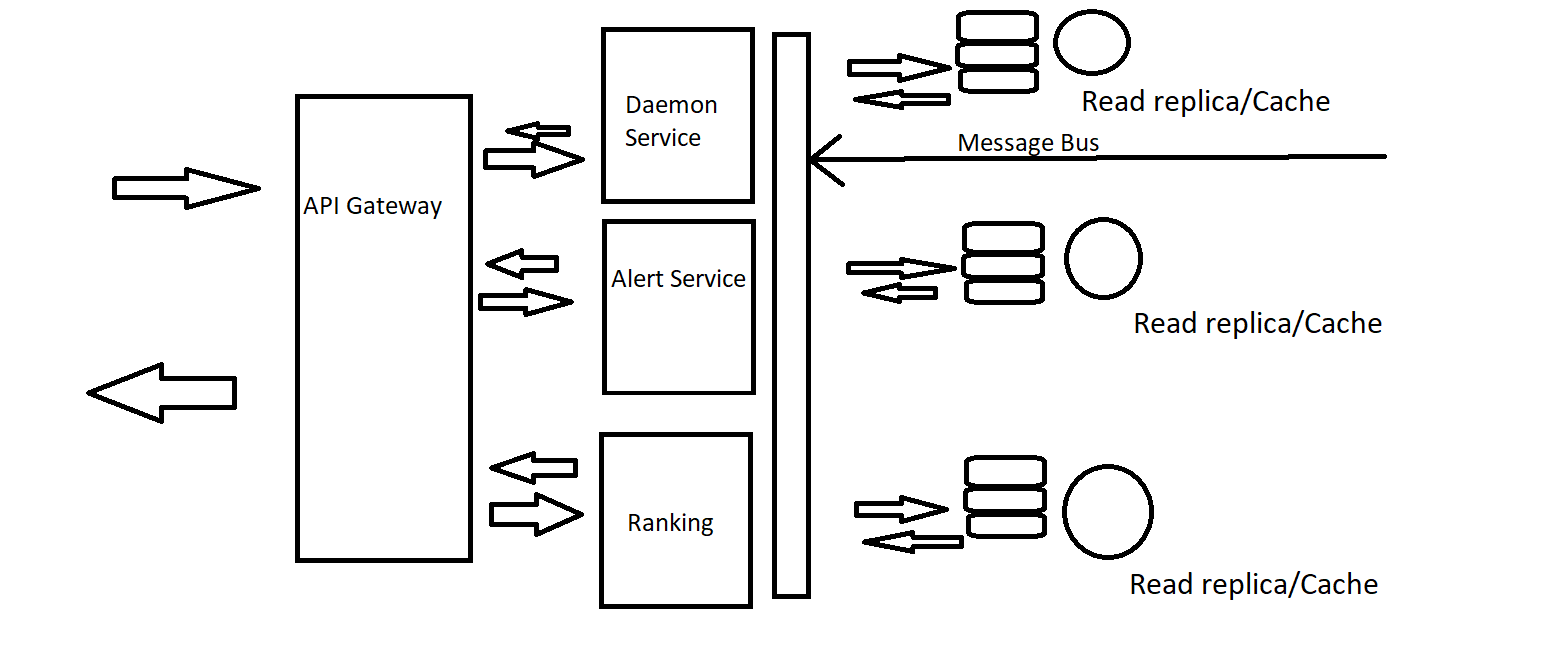 Daemon
Service
Read replica/Cache
Message Bus
API Gateway
Alert Service
Read replica/Cache
Ranking
Read replica/Cache